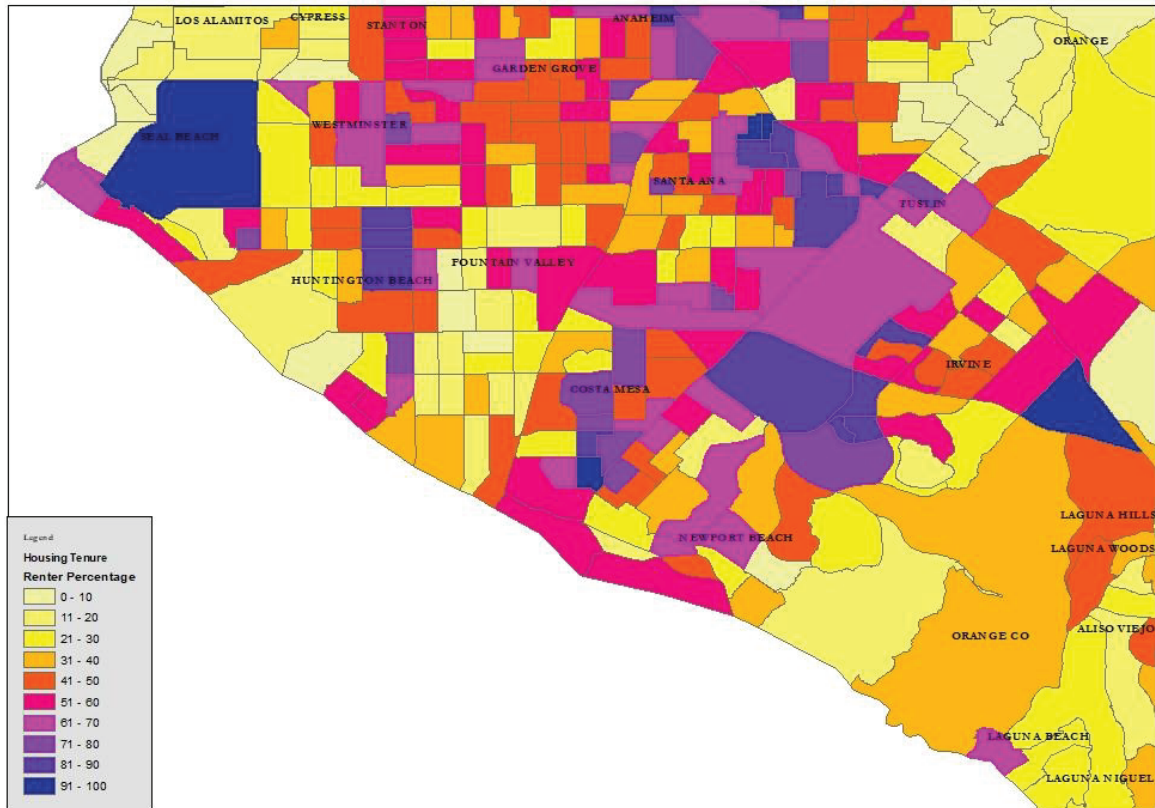 LOS ALAMITOS
CYPRESS
STANTON
ANAHEIM
ORANGE
GARDEN GROVE
SEAL BEACH
WESTMINSTER
SANTA ANA
TUSTIN
FOUNTAIN VALLEY
HUNTINGTON BEACH
IRVINE
COSTA MESA
NEWPORT BEACH
LAGUNA HILLS
LAGUNA WOODS
ALISO VIEJO
ORANGE CO
LAGUNA BEACH
LAGUNA NIGUEL
Legend
Housing Tenure
Renter Percentage
0 - 10
11 - 20
21 - 30
31 - 40
41 - 50
51 - 60
61 - 70
71 - 80
81 - 90
91 - 100